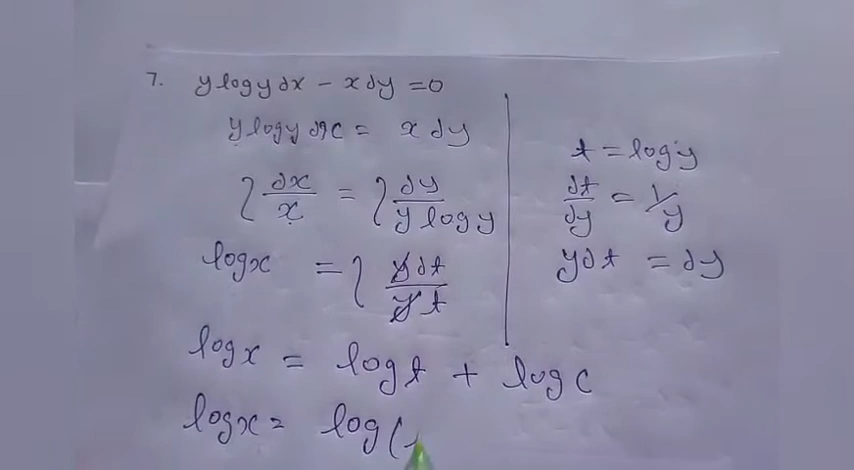 7. y log y dx − x dy = 0
y log y dx = x dy
∫ dx/x = ∫ dy/(y log y)
log x = ∫ y dt/(y t)
log x = log t + log c
log x = log (
t = log y
dt/dy = 1/y
y dt = dy